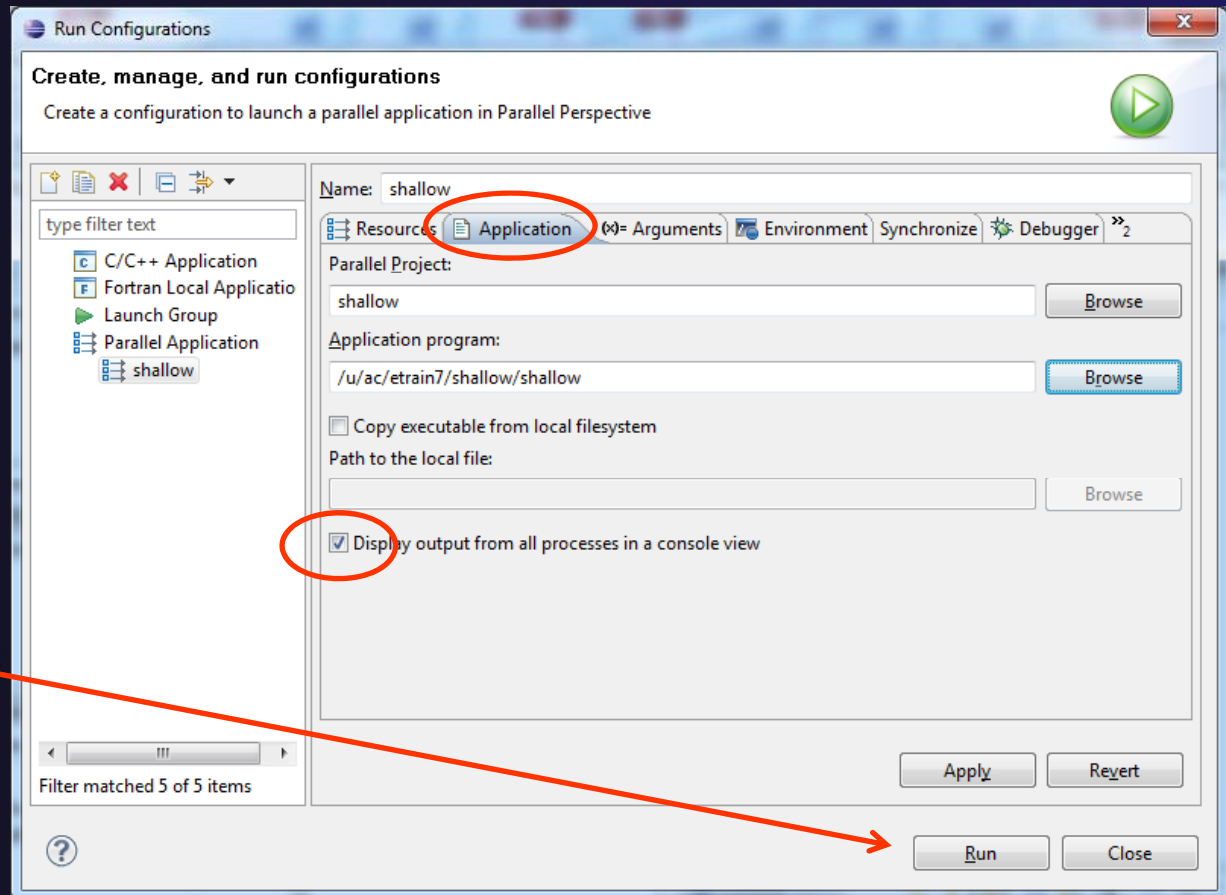 Run Configurations
x
Create, manage, and run configurations
Create a configuration to launch a parallel application in Parallel Perspective
type filter text
C/C++ Application
Fortran Local Applicatio
Launch Group
Parallel Application
shallow
Filter matched 5 of 5 items
Name: shallow
Resources Application (x)= Arguments Environment Synchronize Debugger »2
Parallel Project:
shallow Browse
Application program:
/u/ac/etrain7/shallow/shallow Browse
Copy executable from local filesystem
Path to the local file:
Browse
Display output from all processes in a console view
Apply Revert
? Run Close